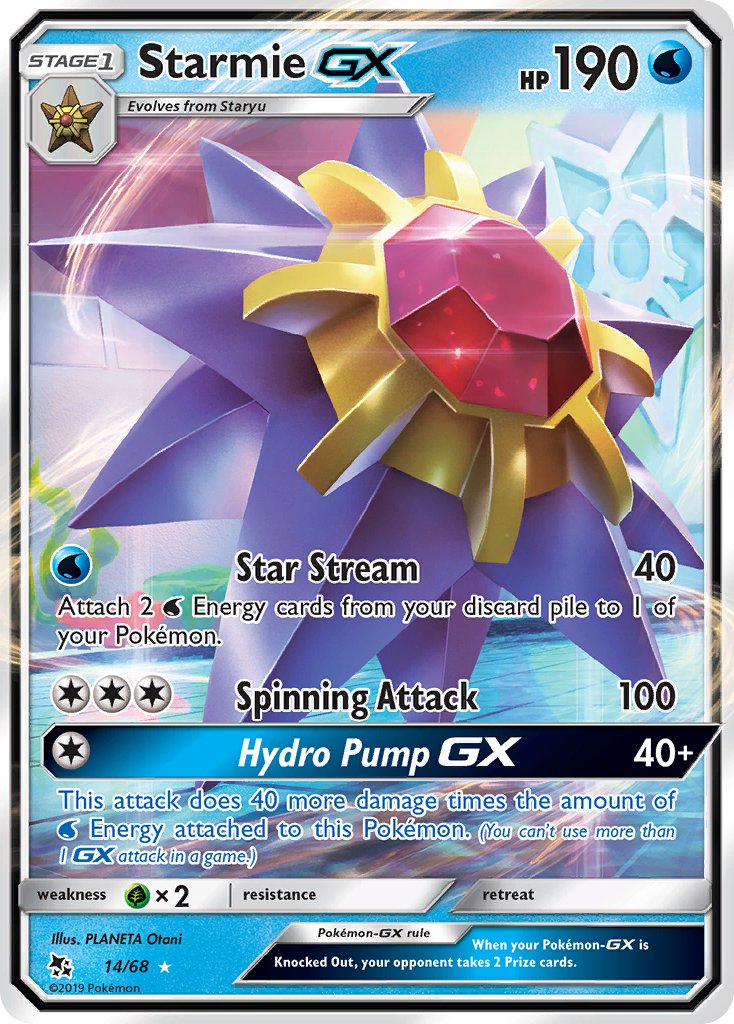 STAGE1
Starmie GX
HP 190
Evolves from Staryu
Star Stream 40
Attach 2 Energy cards from your discard pile to 1 of
your Pokémon.
Spinning Attack 100
Hydro Pump GX 40+
This attack does 40 more damage times the amount of
Energy attached to this Pokémon. (You can't use more than
1 GX attack in a game.)
weakness ×2 resistance retreat
Illus. PLANETA Otani
Pokémon-GX rule
When your Pokémon-GX is
Knocked Out, your opponent takes 2 Prize cards.
14/68
©2019 Pokémon